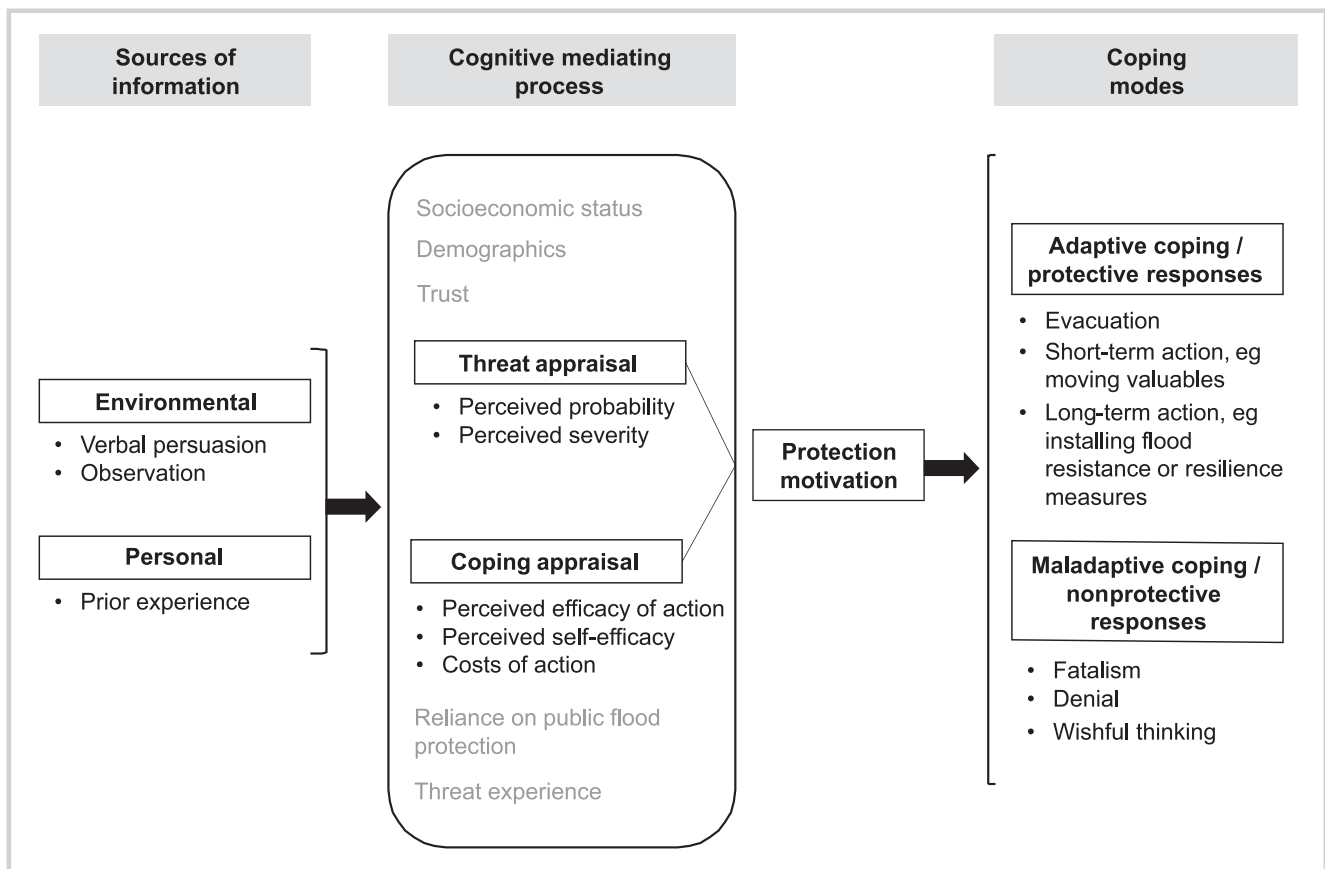 Sources of
information
Cognitive mediating
process
Coping
modes
Environmental
• Verbal persuasion
• Observation
Personal
• Prior experience
Socioeconomic status
Demographics
Trust
Threat appraisal
• Perceived probability
• Perceived severity
Coping appraisal
• Perceived efficacy of action
• Perceived self-efficacy
• Costs of action
Reliance on public flood
protection
Threat experience
Protection
motivation
Adaptive coping /
protective responses
• Evacuation
• Short-term action, eg
moving valuables
• Long-term action, eg
installing flood
resistance or resilience
measures
Maladaptive coping /
nonprotective
responses
• Fatalism
• Denial
• Wishful thinking